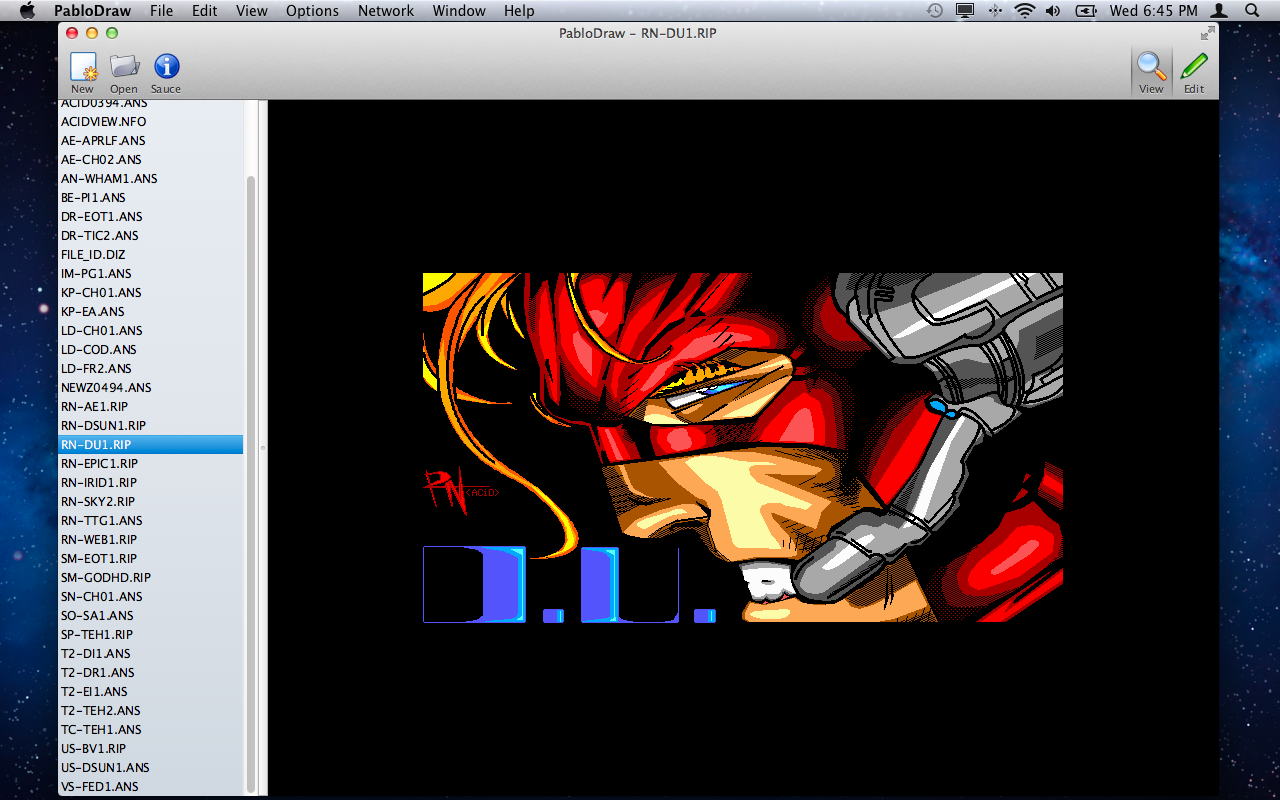 PabloDraw File Edit View Options Network Window Help Wed 6:45 PM
PabloDraw - RN-DU1.RIP
New Open Sauce View Edit
ACID0394.ANS
ACIDVIEW.NFO
AE-APRLF.ANS
AE-CH02.ANS
AN-WHAM1.ANS
BE-PI1.ANS
DR-EOT1.ANS
DR-TIC2.ANS
FILE_ID.DIZ
IM-PG1.ANS
KP-CH01.ANS
KP-EA.ANS
LD-CH01.ANS
LD-COD.ANS
LD-FR2.ANS
NEWZ0494.ANS
RN-AE1.RIP
RN-DSUN1.RIP
RN-DU1.RIP
RN-EPIC1.RIP
RN-IRID1.RIP
RN-SKY2.RIP
RN-TTG1.ANS
RN-WEB1.RIP
SM-EOT1.RIP
SM-GODHD.RIP
SN-CH01.ANS
SO-SA1.ANS
SP-TEH1.RIP
T2-DI1.ANS
T2-DR1.ANS
T2-EI1.ANS
T2-TEH2.ANS
TC-TEH1.ANS
US-BV1.RIP
US-DSUN1.ANS
VS-FED1.ANS
RN <ACiD>
D.U.